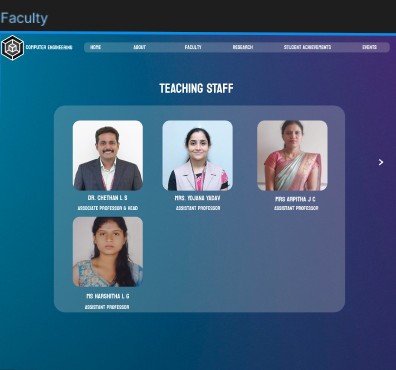 Faculty
COMPUTER ENGINEERING HOME ABOUT FACULTY RESEARCH STUDENT ACHIEVEMENTS EVENTS
TEACHING STAFF
DR. CHETHAN L S MRS. YOJANA YADAV MRS ARPITHA J C
ASSOCIATE PROFESSOR & HEAD ASSISTANT PROFESSOR ASSISTANT PROFESSOR
MS HARSHITHA L G
ASSISTANT PROFESSOR